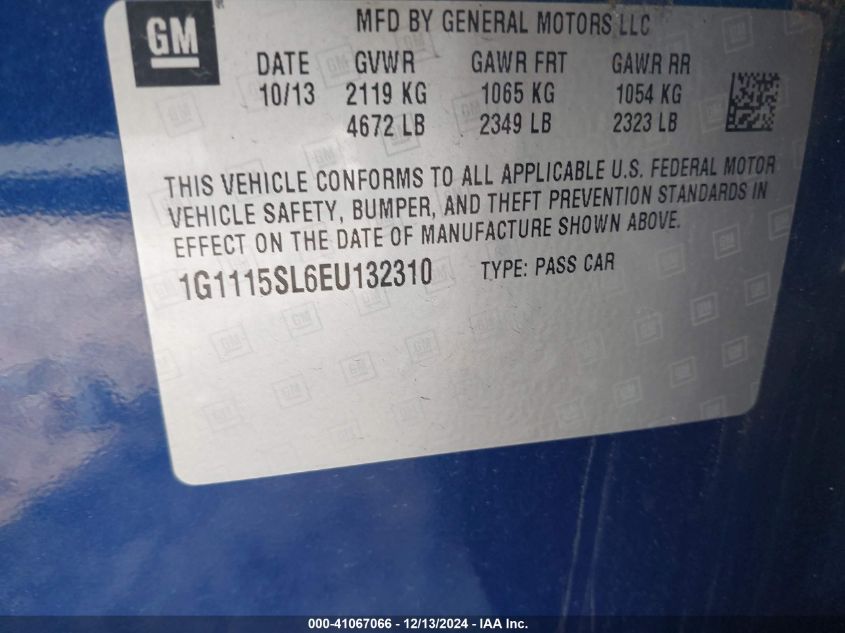 GM
MFD BY GENERAL MOTORS LLC
DATE GVWR GAWR FRT GAWR RR
10/13 2119 KG 1065 KG 1054 KG
4672 LB 2349 LB 2323 LB
THIS VEHICLE CONFORMS TO ALL APPLICABLE U.S. FEDERAL MOTOR
VEHICLE SAFETY, BUMPER, AND THEFT PREVENTION STANDARDS IN
EFFECT ON THE DATE OF MANUFACTURE SHOWN ABOVE.
1G1115SL6EU132310 TYPE: PASS CAR
000-41067066 - 12/13/2024 - IAA Inc.